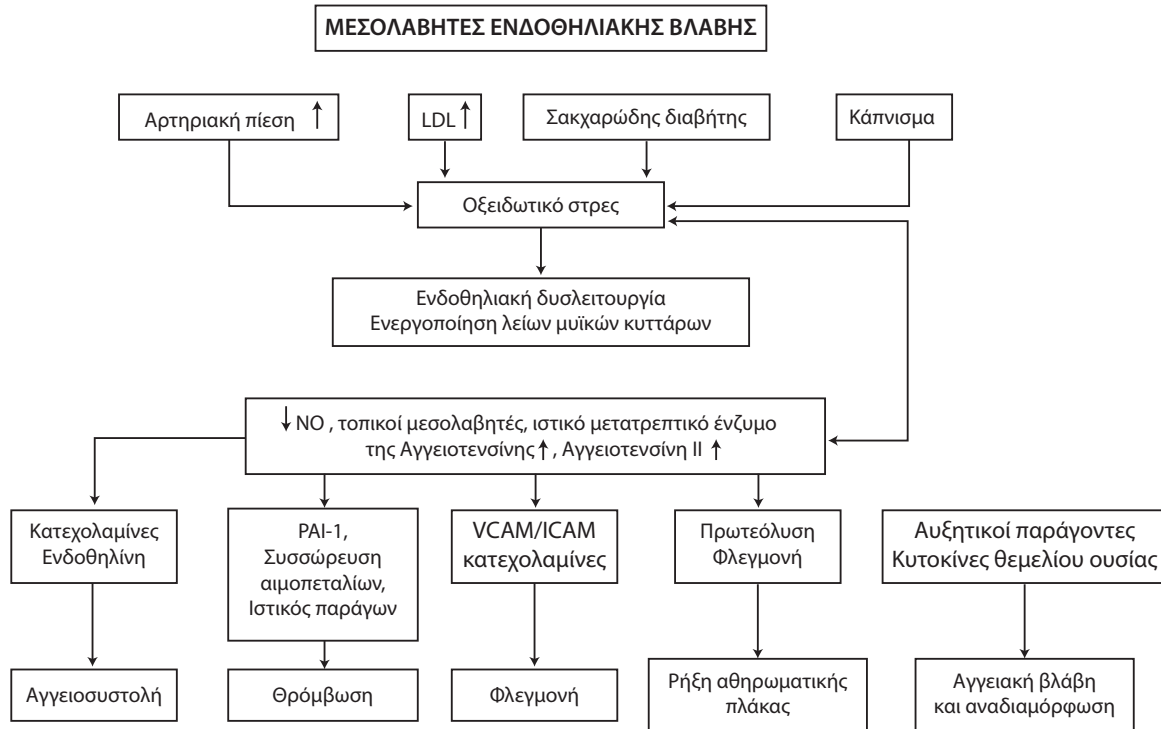 ΜΕΣΟΛΑΒΗΤΕΣ ΕΝΔΟΘΗΛΙΑΚΗΣ ΒΛΑΒΗΣ
Αρτηριακή πίεση ↑
LDL ↑
Σακχαρώδης διαβήτης
Κάπνισμα
Οξειδωτικό στρες
Ενδοθηλιακή δυσλειτουργία
Ενεργοποίηση λείων μυϊκών κυττάρων
↓ NO , τοπικοί μεσολαβητές, ιστικό μετατρεπτικό ένζυμο
της Αγγειοτενσίνης ↑ , Αγγειοτενσίνη II ↑
Κατεχολαμίνες
Ενδοθηλίνη
PAI-1,
Συσσώρευση
αιμοπεταλίων,
Ιστικός παράγων
VCAM/ICAM
κατεχολαμίνες
Πρωτεόλυση
Φλεγμονή
Αυξητικοί παράγοντες
Κυτοκίνες θεμελίου ουσίας
Αγγειοσυστολή
Θρόμβωση
Φλεγμονή
Ρήξη αθηρωματικής
πλάκας
Αγγειακή βλάβη
και αναδιαμόρφωση